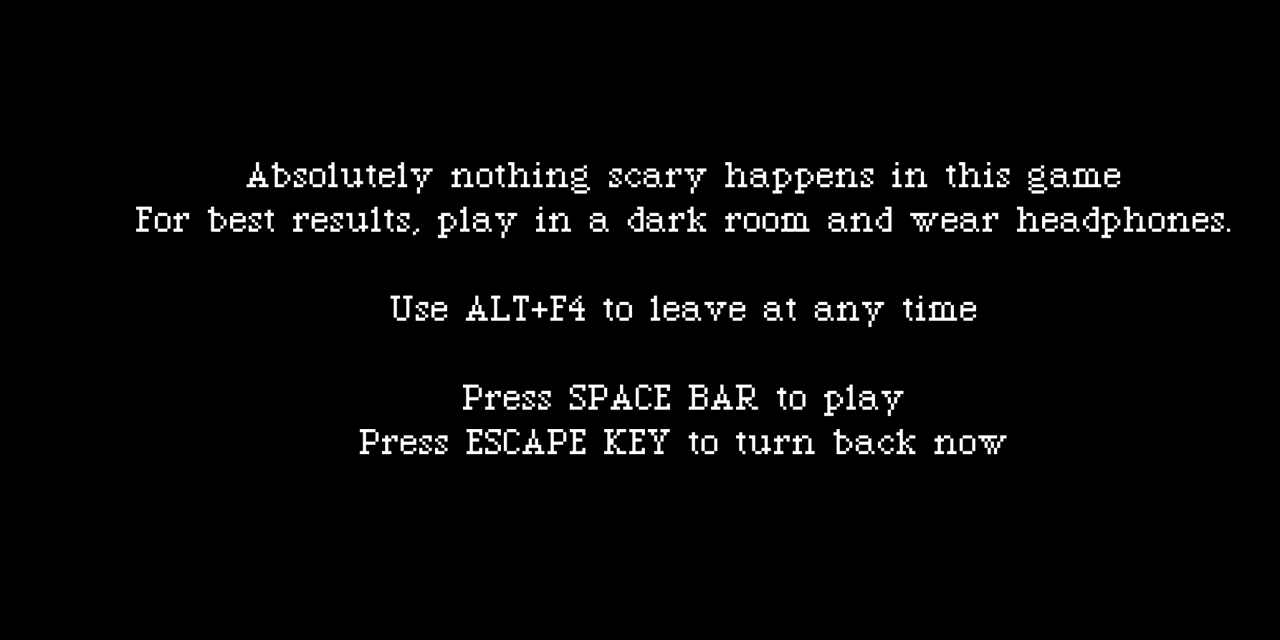 Absolutely nothing scary happens in this game
For best results, play in a dark room and wear headphones.
Use ALT+F4 to leave at any time
Press SPACE BAR to play
Press ESCAPE KEY to turn back now